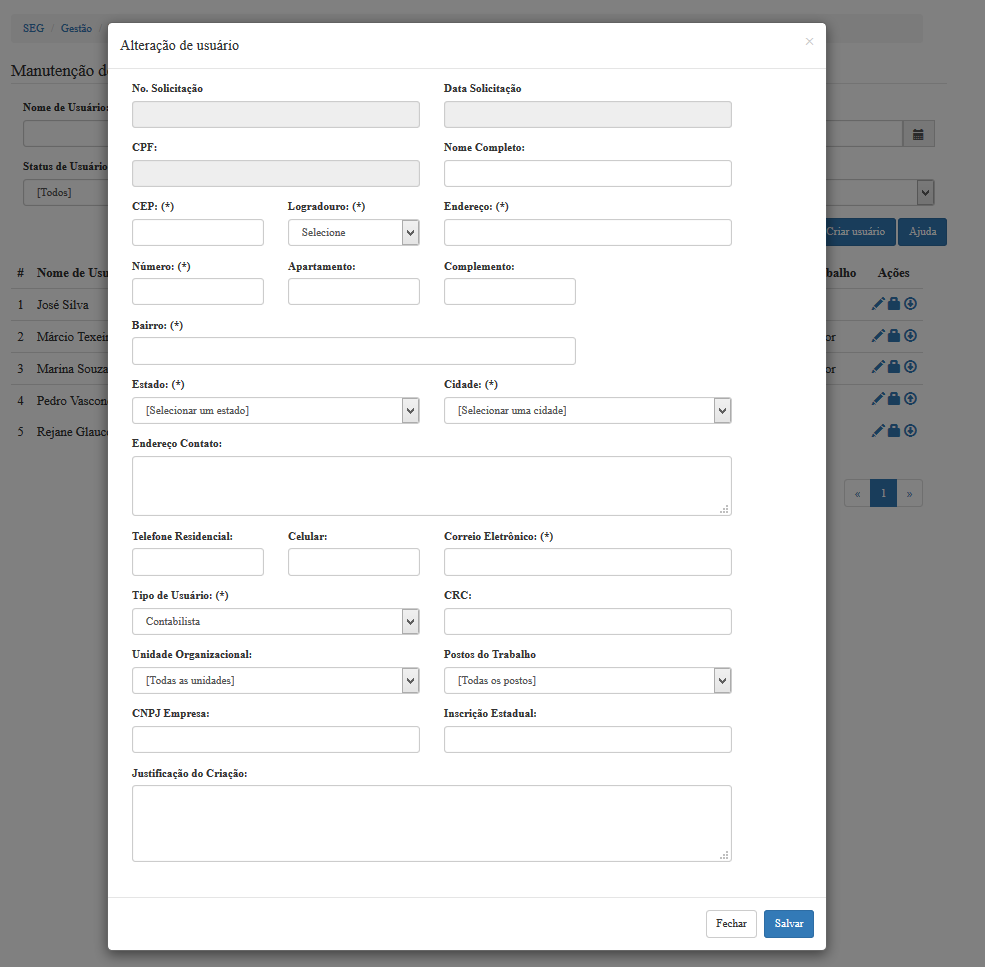 SEG / Gestão
Alteração de usuário ×
Manutenção d
No. Solicitação Data Solicitação
Nome de Usuário:
CPF: Nome Completo:
Status de Usuário
[Todos]
CEP: (*) Logradouro: (*) Endereço: (*)
Selecione
Criar usuário Ajuda
Número: (*) Apartamento: Complemento:
# Nome de Usu balho Ações
1 José Silva
Bairro: (*)
2 Márcio Texei or
3 Marina Souza or
Estado: (*) Cidade: (*)
4 Pedro Vascon
[Selecionar um estado] [Selecionar uma cidade]
5 Rejane Glauc
Endereço Contato:
« 1 »
Telefone Residencial: Celular: Correio Eletrônico: (*)
Tipo de Usuário: (*) CRC:
Contabilista
Unidade Organizacional: Postos do Trabalho
[Todas as unidades] [Todas os postos]
CNPJ Empresa: Inscrição Estadual:
Justificação do Criação:
Fechar Salvar